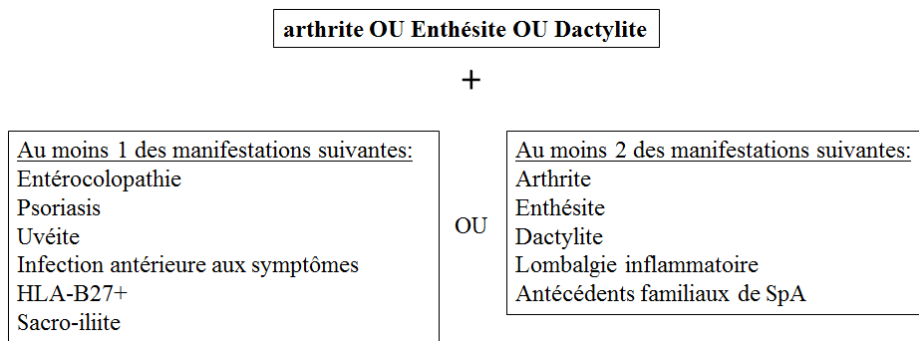 arthrite OU Enthésite OU Dactylite
+
Au moins 1 des manifestations suivantes:
Entérocolopathie
Psoriasis
Uvéite
Infection antérieure aux symptômes
HLA-B27+
Sacro-iliite
OU
Au moins 2 des manifestations suivantes:
Arthrite
Enthésite
Dactylite
Lombalgie inflammatoire
Antécédents familiaux de SpA